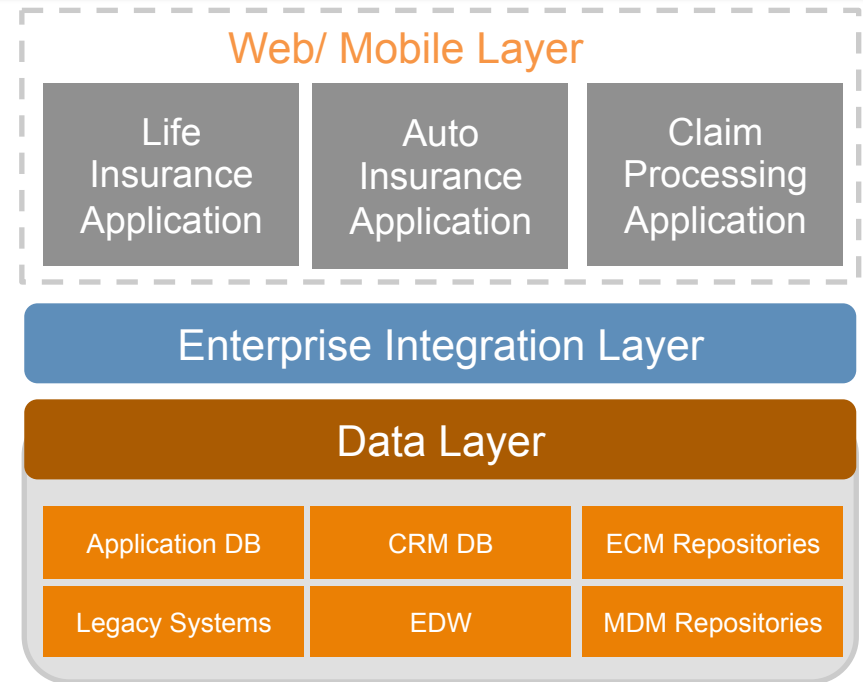 Web/ Mobile Layer
Life
Insurance
Application
Auto
Insurance
Application
Claim
Processing
Application
Enterprise Integration Layer
Data Layer
Application DB
CRM DB
ECM Repositories
Legacy Systems
EDW
MDM Repositories